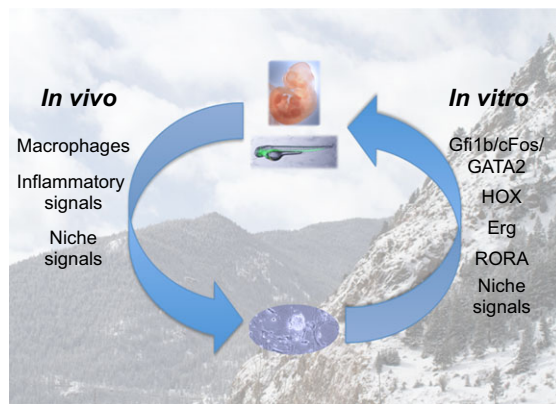 In vivo
Macrophages
Inflammatory
signals
Niche
signals
In vitro
Gfi1b/cFos/
GATA2
HOX
Erg
RORA
Niche
signals